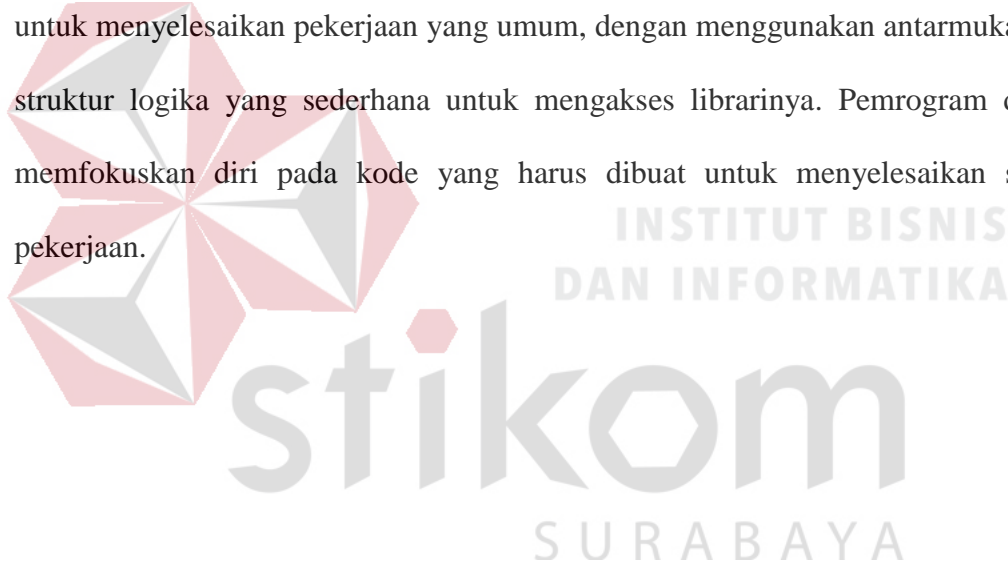 untuk menyelesaikan pekerjaan yang umum, dengan menggunakan antarmuka
struktur logika yang sederhana untuk mengakses librarinya. Pemrogram
memfokuskan diri pada kode yang harus dibuat untuk menyelesaikan
pekerjaan.
INSTITUT BISNIS
DAN INFORMATIKA
stikom
SURABAYA